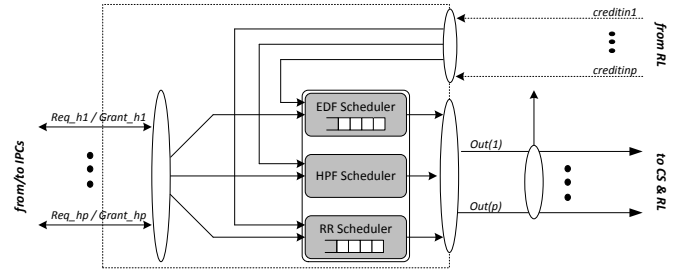 creditin1
from RL
creditinp
EDF Scheduler
Req_h1 / Grant_h1
from/to IPCs
HPF Scheduler
Out(1)
to CS & RL
Req_hp / Grant_hp
Out(p)
RR Scheduler